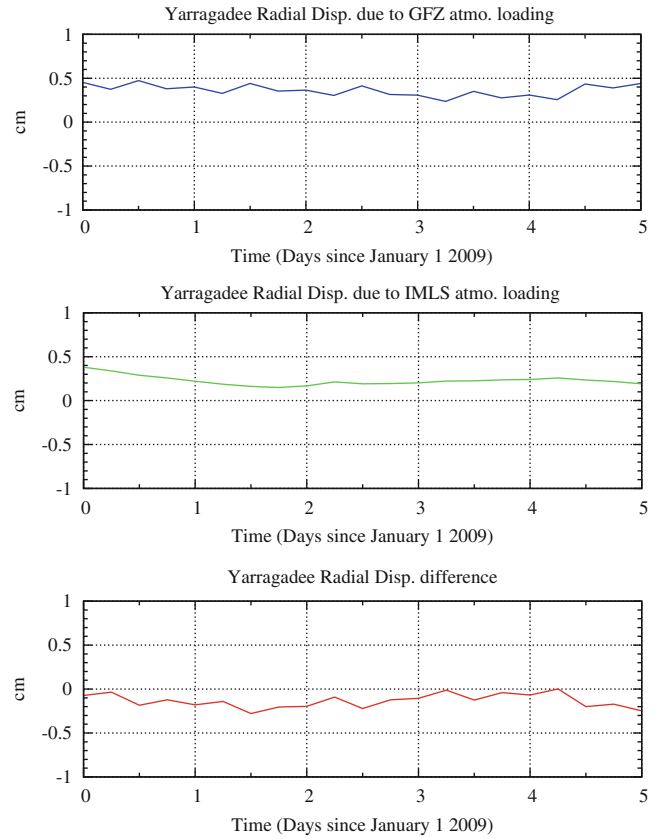 Yarragadee Radial Disp. due to GFZ atmo. loading
1
0.5
0
-0.5
-1
cm
0 1 2 3 4 5
Time (Days since January 1 2009)
Yarragadee Radial Disp. due to IMLS atmo. loading
1
0.5
0
-0.5
-1
cm
0 1 2 3 4 5
Time (Days since January 1 2009)
Yarragadee Radial Disp. difference
1
0.5
0
-0.5
-1
cm
0 1 2 3 4 5
Time (Days since January 1 2009)